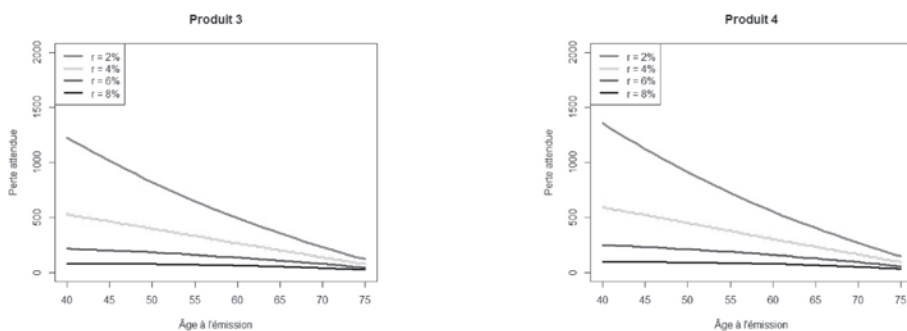 Produit 3
2000
1500
1000
500
0
r = 2%
r = 4%
r = 6%
r = 8%
Perte attendue
40 45 50 55 60 65 70 75
Âge à l'émission
Produit 4
2000
1500
1000
500
0
r = 2%
r = 4%
r = 6%
r = 8%
Perte attendue
40 45 50 55 60 65 70 75
Âge à l'émission